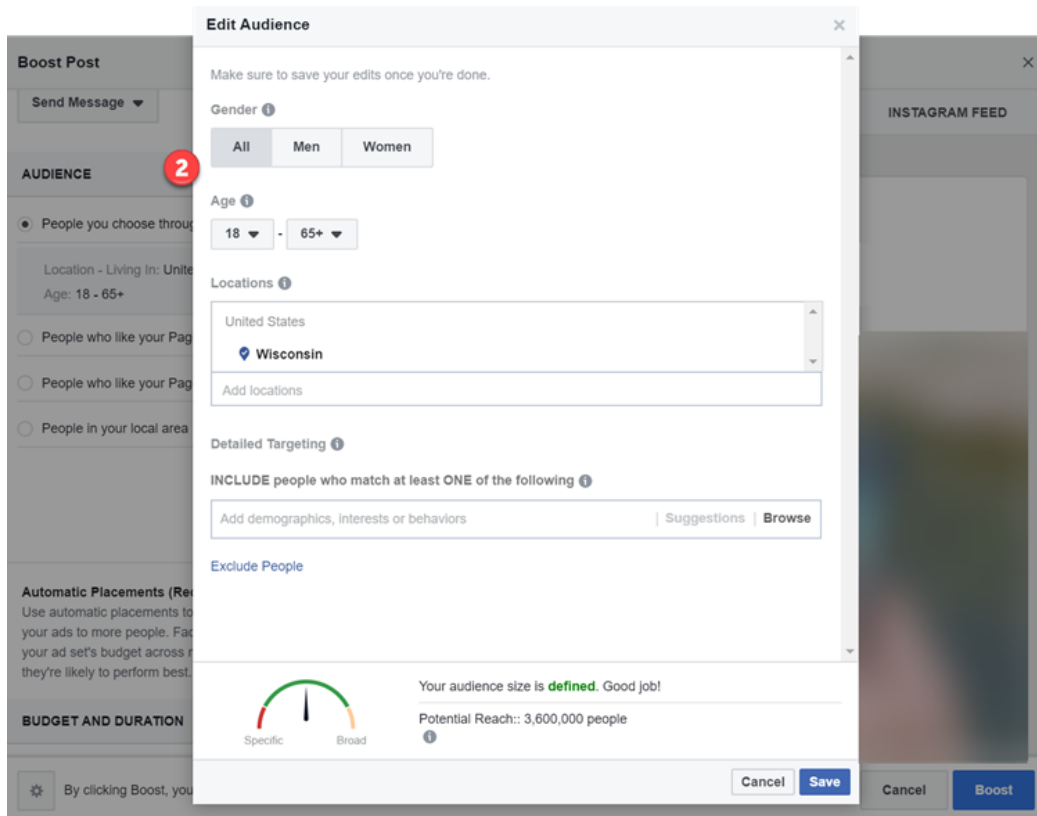 Edit Audience
Boost Post
Send Message
INSTAGRAM FEED
Make sure to save your edits once you're done.
Gender
All Men Women
2
AUDIENCE
Age
People you choose throug
18 - 65+
Location - Living In: Unite
Age: 18 - 65+
Locations
United States
People who like your Pag
Wisconsin
People who like your Pag
Add locations
People in your local area
Detailed Targeting
INCLUDE people who match at least ONE of the following
Add demographics, interests or behaviors | Suggestions | Browse
Exclude People
Automatic Placements (Rec
Use automatic placements to
your ads to more people. Fac
your ad set's budget across
they're likely to perform best.
Your audience size is defined. Good job!
BUDGET AND DURATION
Potential Reach:: 3,600,000 people
Specific Broad
Cancel Save
By clicking Boost, you
Cancel Boost